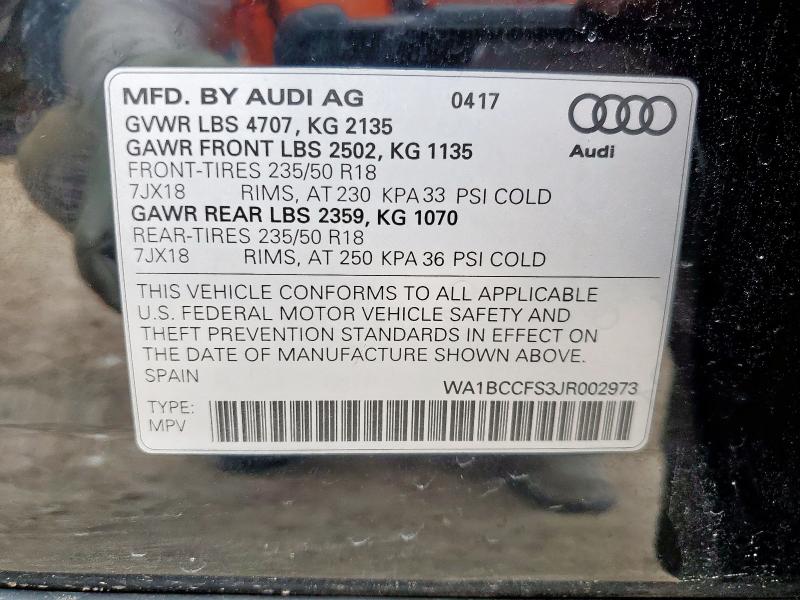 MFD. BY AUDI AG 0417
GVWR LBS 4707, KG 2135
GAWR FRONT LBS 2502, KG 1135
FRONT-TIRES 235/50 R18
7JX18 RIMS, AT 230 KPA 33 PSI COLD
GAWR REAR LBS 2359, KG 1070
REAR-TIRES 235/50 R18
7JX18 RIMS, AT 250 KPA 36 PSI COLD
Audi
THIS VEHICLE CONFORMS TO ALL APPLICABLE
U.S. FEDERAL MOTOR VEHICLE SAFETY AND
THEFT PREVENTION STANDARDS IN EFFECT ON
THE DATE OF MANUFACTURE SHOWN ABOVE.
SPAIN
WA1BCCFS3JR002973
TYPE:
MPV